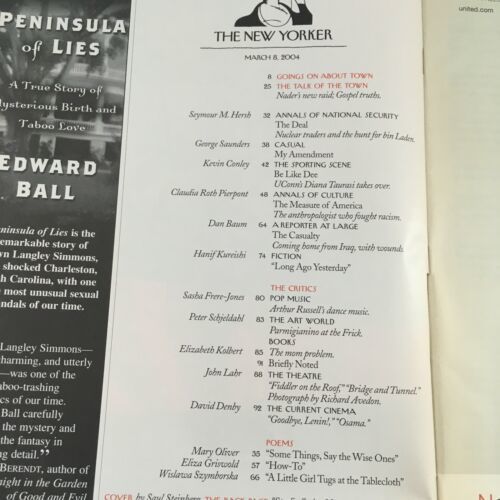 PENINSULA
of LIES
A True Story of
Mysterious Birth and
Taboo Love
EDWARD
BALL
Peninsula of Lies is the
remarkable story of
Langley Simmons,
shocked Charleston,
Carolina, with one
most unusual sexual
scandals of our time.
Langley Simmons—
charming, and utterly
—was one of the
taboo-trashing
of our time.
Ball carefully
the mystery and
the fantasy in
detail.”
BERENDT, author of
Midnight in the Garden
of Good and Evil
THE NEW YORKER
MARCH 8, 2004
8 GOINGS ON ABOUT TOWN
25 THE TALK OF THE TOWN
Nader's new raid; Gospel truths.
Seymour M. Hersh 32 ANNALS OF NATIONAL SECURITY
The Deal
Nuclear traders and the hunt for bin Laden.
George Saunders 38 CASUAL
My Amendment
Kevin Conley 42 THE SPORTING SCENE
Be Like Dee
UConn's Diana Taurasi takes over.
Claudia Roth Pierpont 48 ANNALS OF CULTURE
The Measure of America
The anthropologist who fought racism.
Dan Baum 64 A REPORTER AT LARGE
The Casualty
Coming home from Iraq, with wounds.
Hanif Kureishi 74 FICTION
“Long Ago Yesterday”
THE CRITICS
Sasha Frere-Jones 80 POP MUSIC
Arthur Russell's dance music.
Peter Schjeldahl 83 THE ART WORLD
Parmigianino at the Frick.
BOOKS
Elizabeth Kolbert 85 The mom problem.
91 Briefly Noted
John Lahr 88 THE THEATRE
“Fiddler on the Roof,” “Bridge and Tunnel.”
Photograph by Richard Avedon.
David Denby 92 THE CURRENT CINEMA
“Goodbye, Lenin!,” “Osama.”
POEMS
Mary Oliver 55 “Some Things, Say the Wise Ones”
Eliza Griswold 57 “How-To”
Wislawa Szymborska 66 “A Little Girl Tugs at the Tablecloth”
COVER by Saul Steinberg THE BACK PAGE
united.com